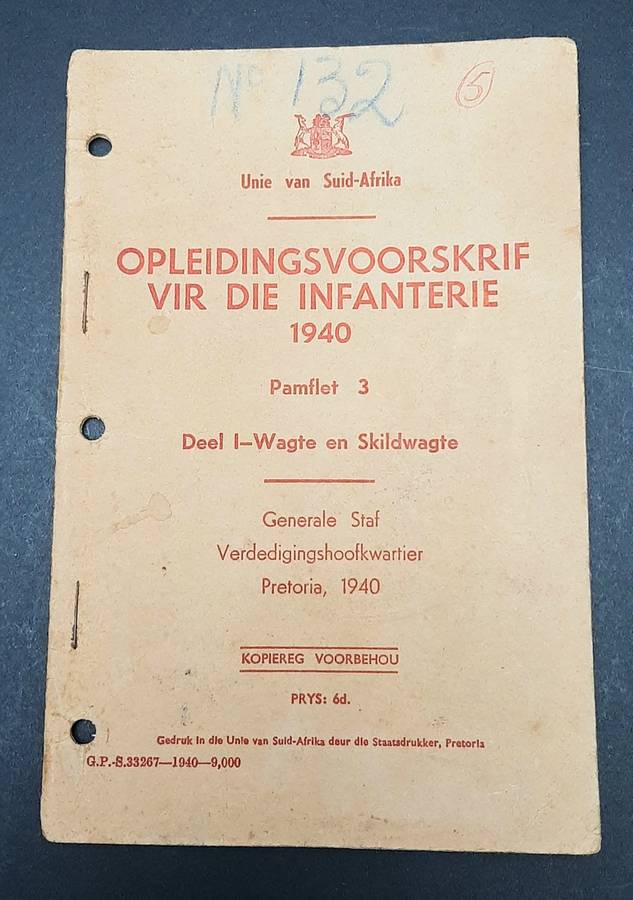 No 132
5
Unie van Suid-Afrika
OPLEIDINGSVOORSKRIF
VIR DIE INFANTERIE
1940
Pamflet 3
Deel I—Wagte en Skildwagte
Generale Staf
Verdedigingshoofkwartier
Pretoria, 1940
KOPIEREG VOORBEHOU
PRYS: 6d.
Gedruk in die Unie van Suid-Afrika deur die Staatsdrukker, Pretoria
G.P.-S.33267—1940—9,000